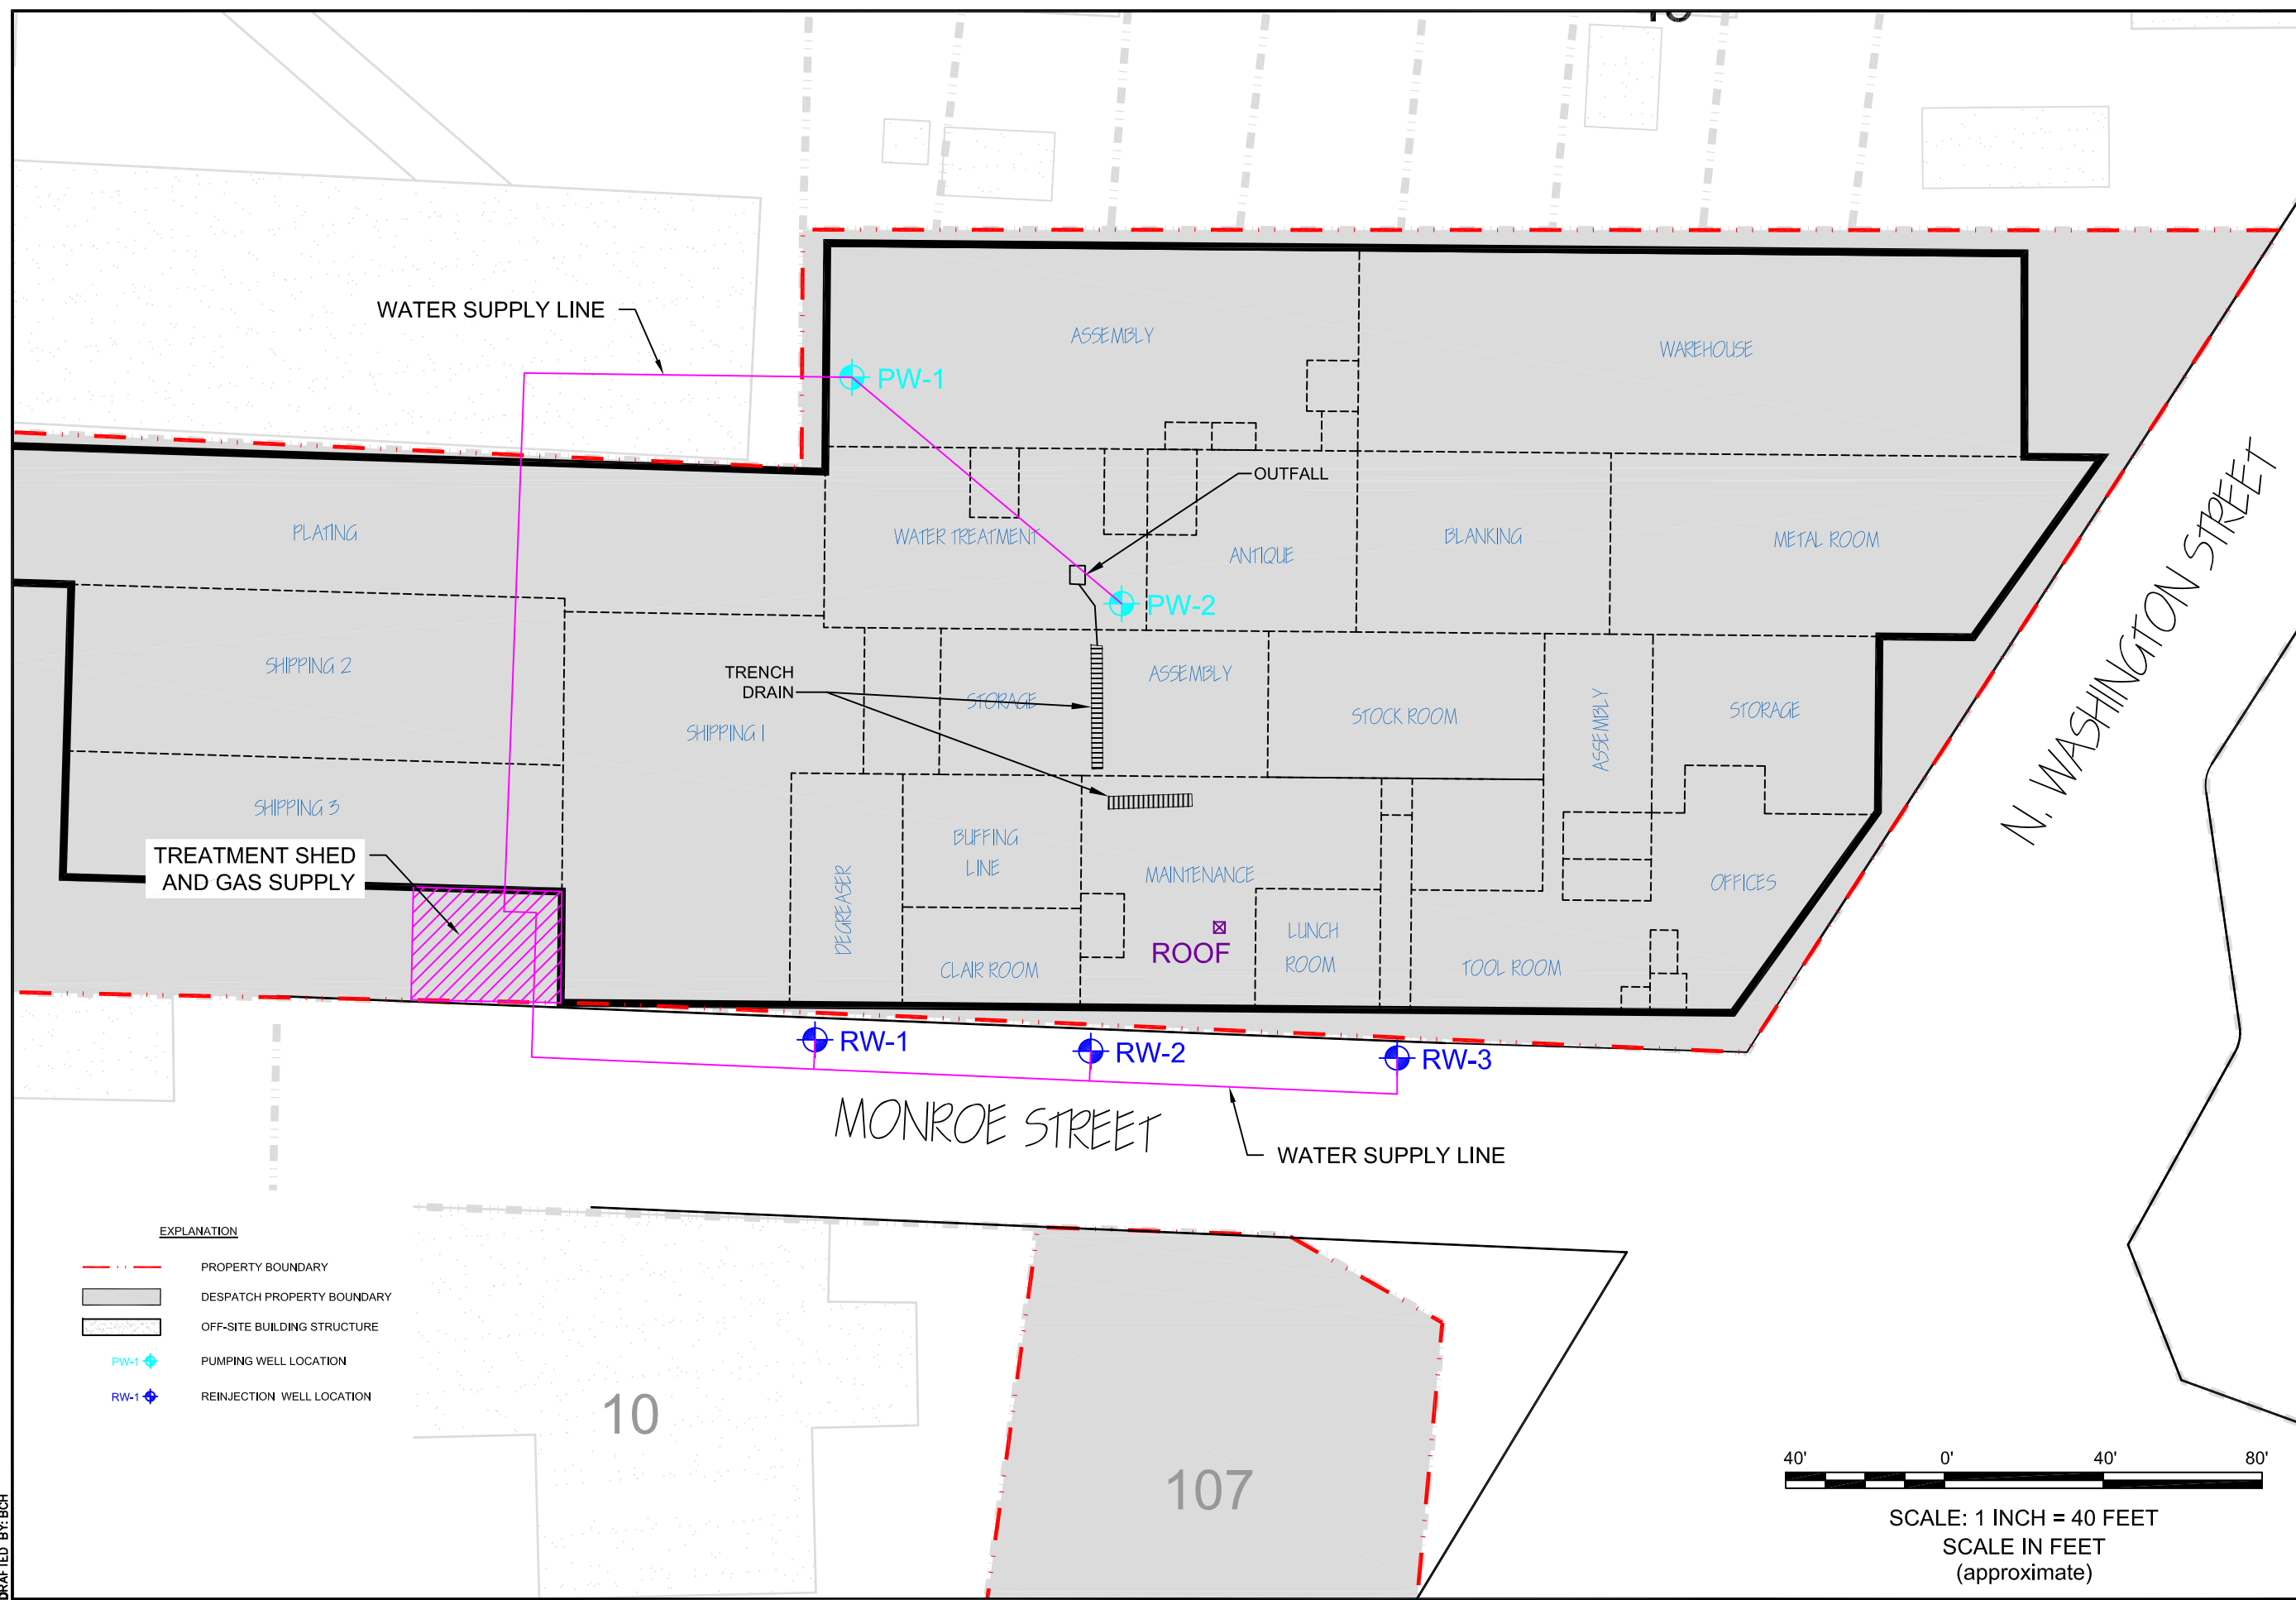 WATER SUPPLY LINE
ASSEMBLY
WAREHOUSE
PW-1
OUTFALL
PLATING
WATER TREATMENT
ANTIQUE
BLANKING
METAL ROOM
PW-2
N. WASHINGTON STREET
SHIPPING 2
TRENCH
DRAIN
STORAGE
ASSEMBLY
STOCK ROOM
ASSEMBLY
STORAGE
SHIPPING 1
SHIPPING 3
TREATMENT SHED
AND GAS SUPPLY
DEGREASER
BUFFING
LINE
MAINTENANCE
OFFICES
CLAIR ROOM
ROOF
LUNCH
ROOM
TOOL ROOM
RW-1
RW-2
RW-3
MONROE STREET
WATER SUPPLY LINE
EXPLANATION
PROPERTY BOUNDARY
DESPATCH PROPERTY BOUNDARY
OFF-SITE BUILDING STRUCTURE
PW-1 PUMPING WELL LOCATION
RW-1 REINJECTION WELL LOCATION
10
107
40' 0' 40' 80'
SCALE: 1 INCH = 40 FEET
SCALE IN FEET
(approximate)
DRAFTED BY: BCH